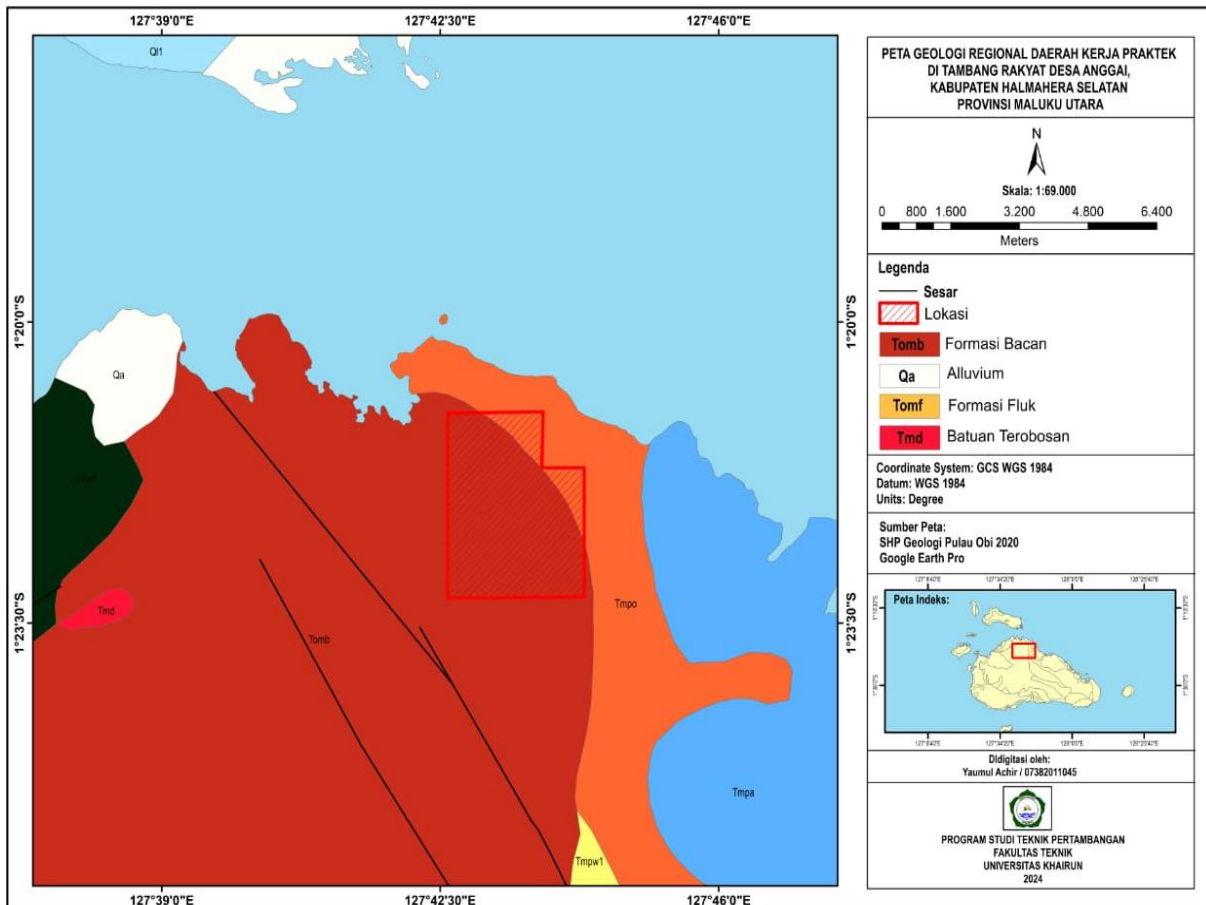 127°39'0"E
127°42'30"E
127°46'0"E
1°20'0"S
1°23'30"S
Ql1
Qa
Tmd
Tomb
Tmpo
Tmpa
Tmpw1
1°20'0"S
1°23'30"S
127°39'0"E
127°42'30"E
127°46'0"E
PETA GEOLOGI REGIONAL DAERAH KERJA PRAKTEK
DI TAMBANG RAKYAT DESA ANGGAI,
KABUPATEN HALMAHERA SELATAN
PROVINSI MALUKU UTARA
N
Skala: 1:69.000
0 800 1.600 3.200 4.800 6.400
Meters
Legenda
Sesar
Lokasi
Tomb Formasi Bacan
Qa Alluvium
Tomf Formasi Fluk
Tmd Batuan Terobosan
Coordinate System: GCS WGS 1984
Datum: WGS 1984
Units: Degree
Sumber Peta:
SHP Geologi Pulau Obi 2020
Google Earth Pro
Peta Indeks:
Didigitasi oleh:
Yaumul Achir / 07382011045
PROGRAM STUDI TEKNIK PERTAMBANGAN
FAKULTAS TEKNIK
UNIVERSITAS KHAIRUN
2024